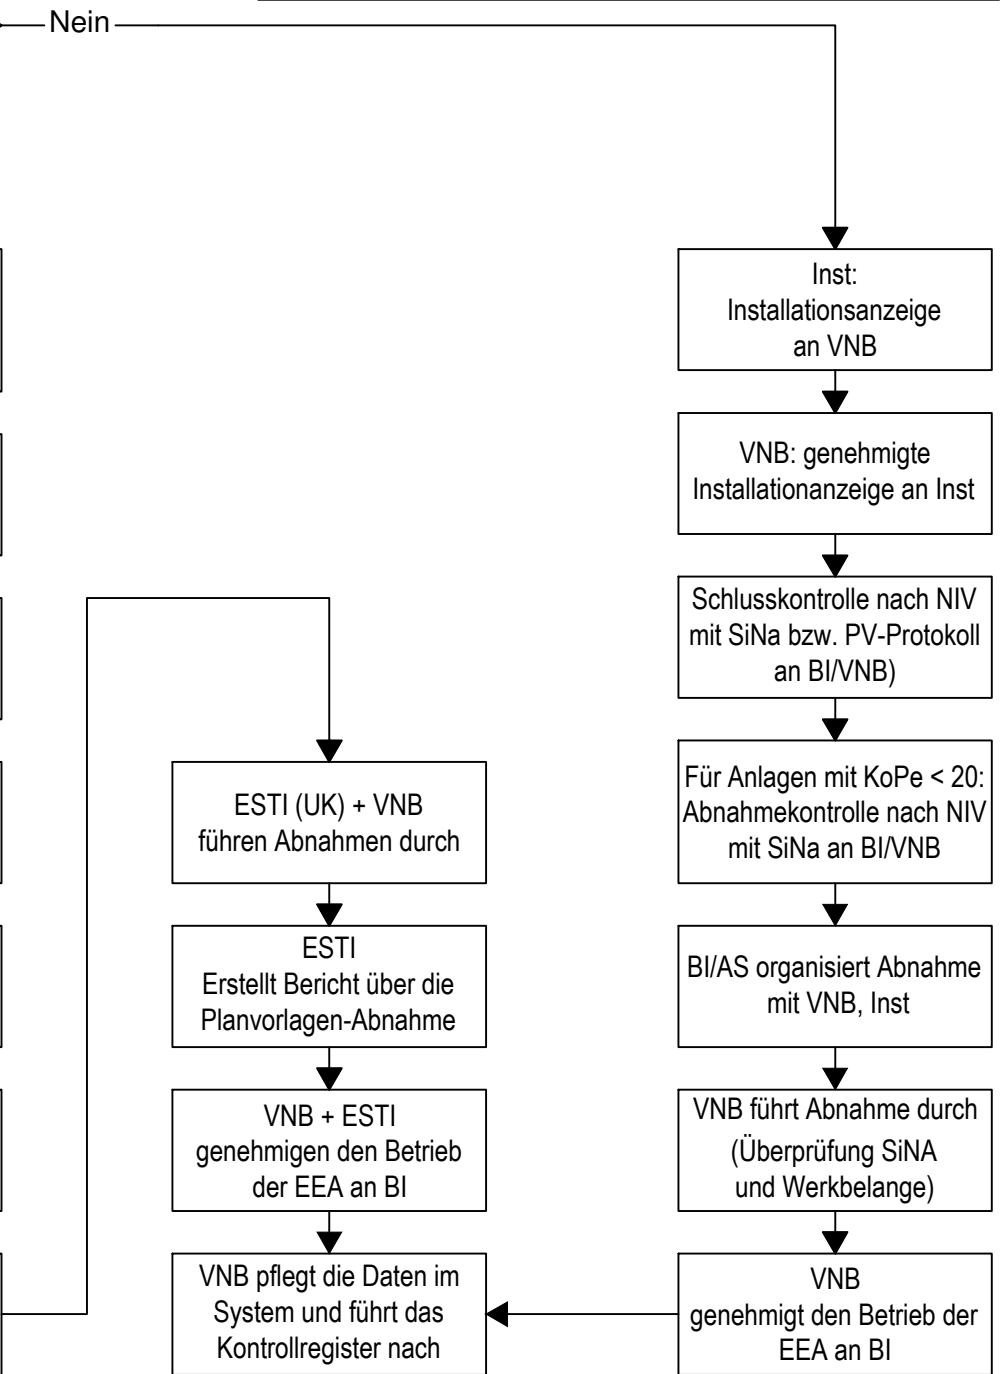 Nein
Inst:
Installationsanzeige
an VNB
VNB: genehmigte
Installationanzeige an Inst
Schlusskontrolle nach NIV
mit SiNa bzw. PV-Protokoll
an BI/VNB)
Für Anlagen mit KoPe < 20:
Abnahmekontrolle nach NIV
mit SiNa an BI/VNB
BI/AS organisiert Abnahme
mit VNB, Inst
VNB führt Abnahme durch
(Überprüfung SiNA
und Werkbelange)
VNB
genehmigt den Betrieb der
EEA an BI
ESTI (UK) + VNB
führen Abnahmen durch
ESTI
Erstellt Bericht über die
Planvorlagen-Abnahme
VNB + ESTI
genehmigen den Betrieb
der EEA an BI
VNB pflegt die Daten im
System und führt das
Kontrollregister nach